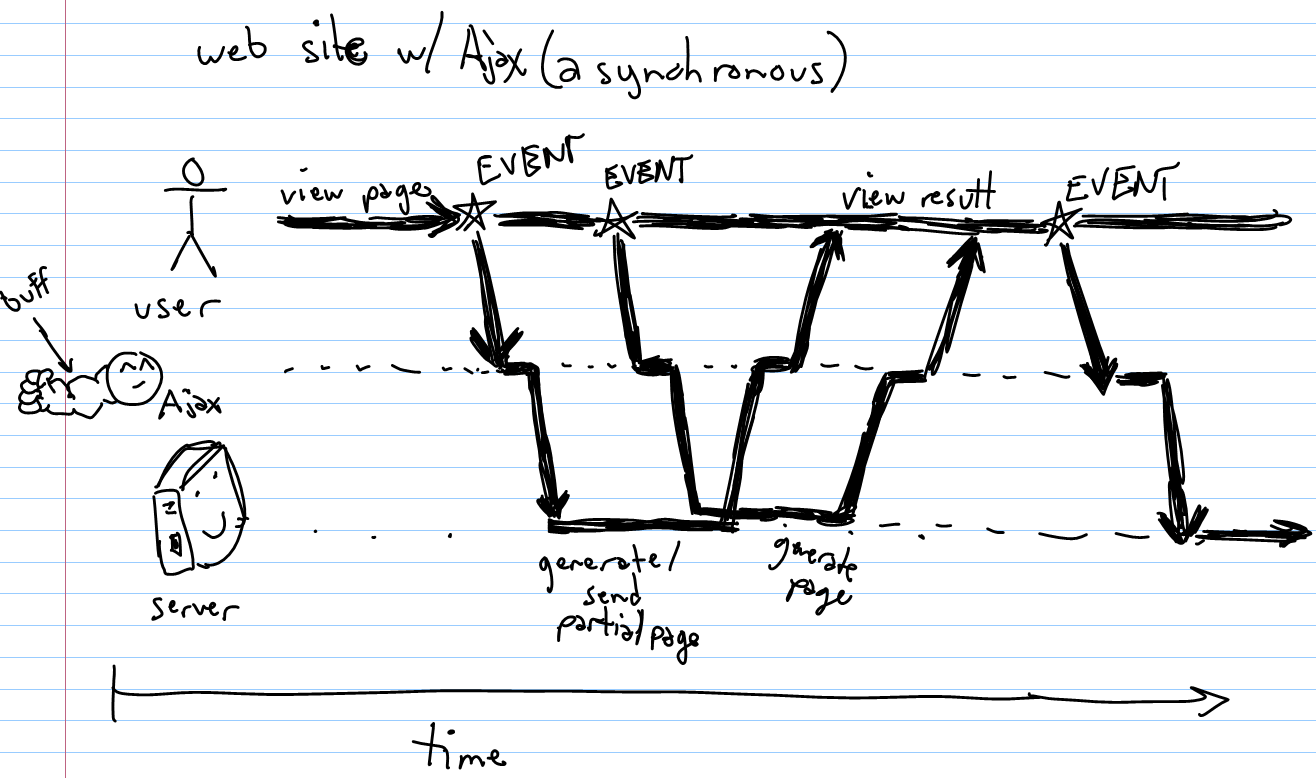 web site w/ Ajax (asynchronous)
EVENT
EVENT
view pages
view result
EVENT
buff
user
Ajax
server
generate/
send
partial page
generate
page
time